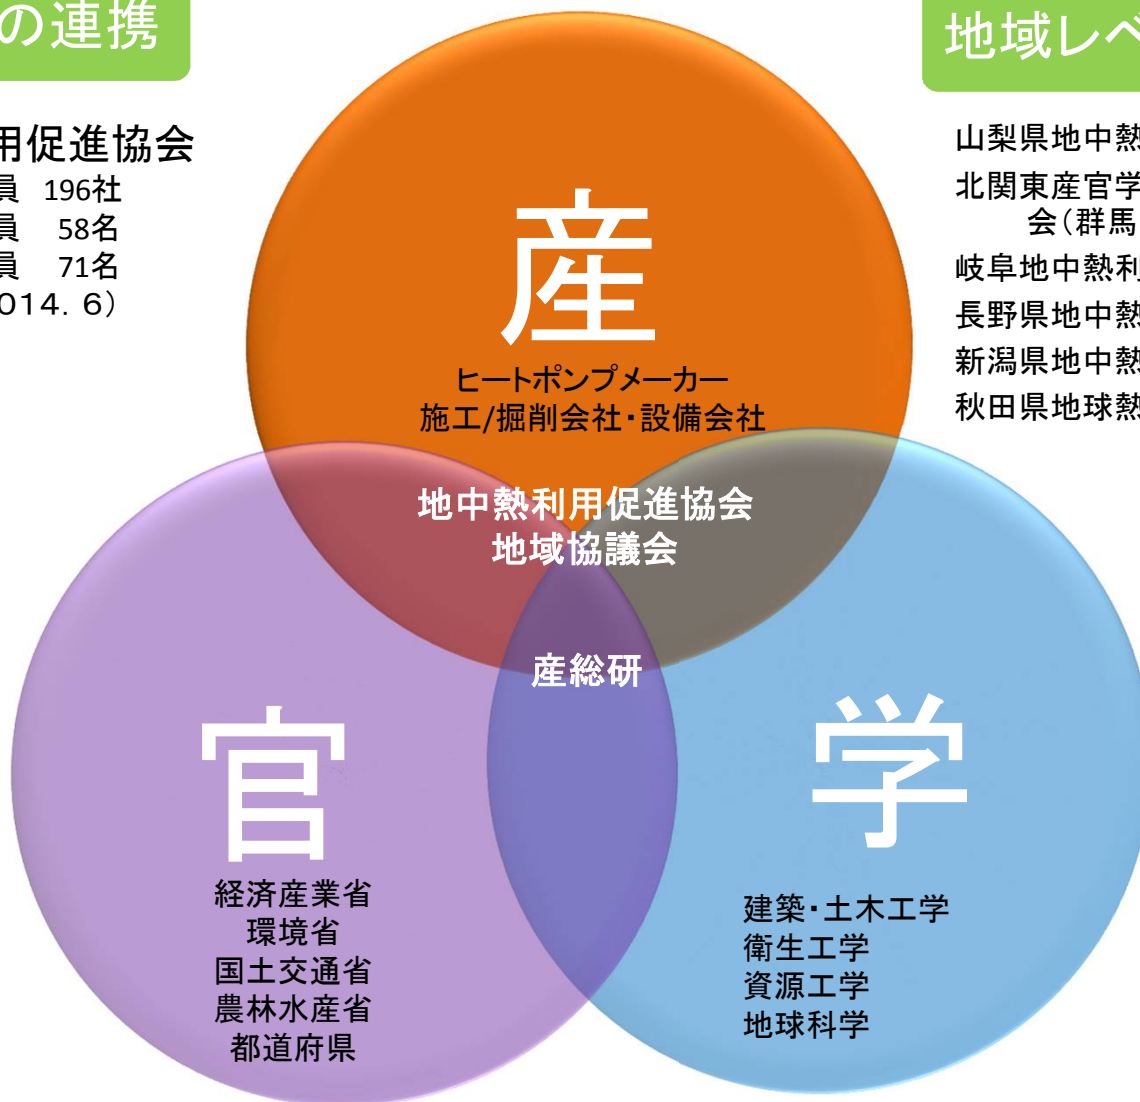 の連携
用促進協会
員 196社
員 58名
員 71名
014. 6）
地域レベ
山梨県地中熱
北関東産官学
会（群馬
岐阜地中熱利
長野県地中熱
新潟県地中熱
秋田県地球熱
産
ヒートポンプメーカー
施工/掘削会社・設備会社
地中熱利用促進協会
地域協議会
産総研
官
経済産業省
環境省
国土交通省
農林水産省
都道府県
学
建築・土木工学
衛生工学
資源工学
地球科学